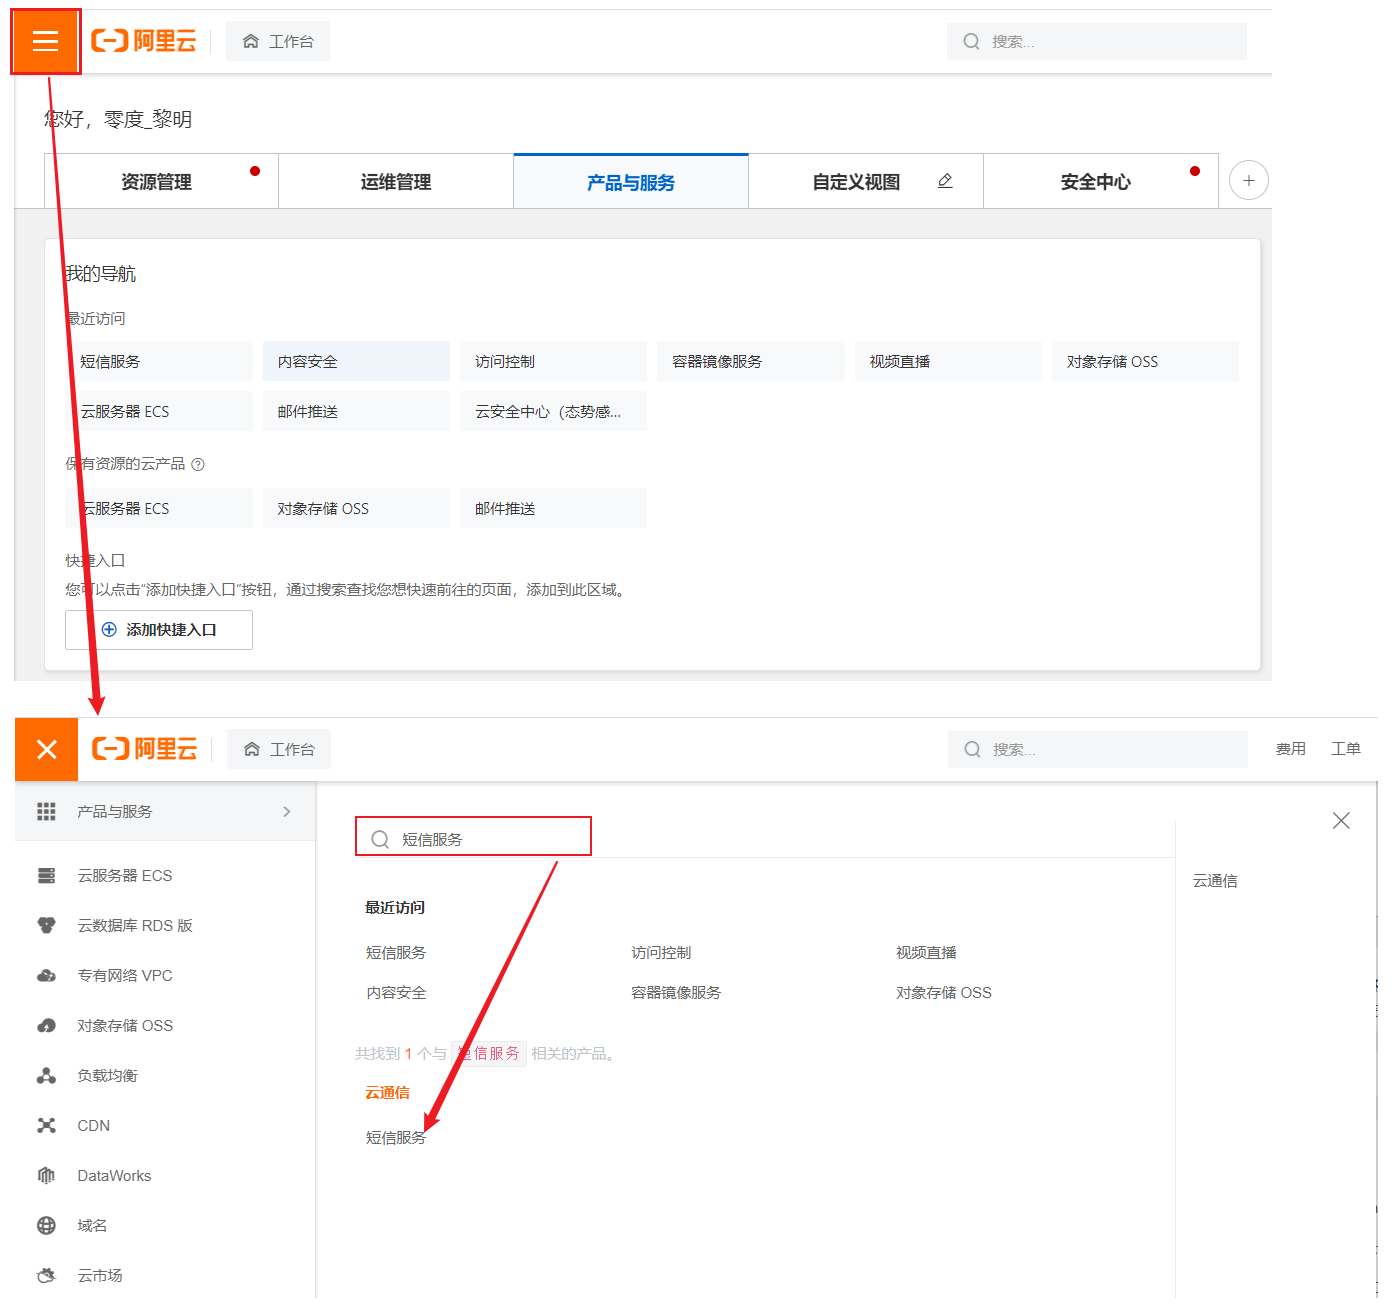 阿里云
工作台
搜索...
您好，零度_黎明
资源管理
运维管理
产品与服务
自定义视图
安全中心
我的导航
最近访问
短信服务
内容安全
访问控制
容器镜像服务
视频直播
对象存储 OSS
云服务器 ECS
邮件推送
云安全中心（态势感...
保有资源的云产品
云服务器 ECS
对象存储 OSS
邮件推送
快捷入口
您可以点击“添加快捷入口”按钮，通过搜索查找您想快速前往的页面，添加到此区域。
添加快捷入口
阿里云
工作台
搜索...
费用
工单
产品与服务
云服务器 ECS
云数据库 RDS 版
专有网络 VPC
对象存储 OSS
负载均衡
CDN
DataWorks
域名
云市场
短信服务
最近访问
短信服务
访问控制
视频直播
内容安全
容器镜像服务
对象存储 OSS
共找到 1 个与 短信服务 相关的产品。
云通信
短信服务
云通信